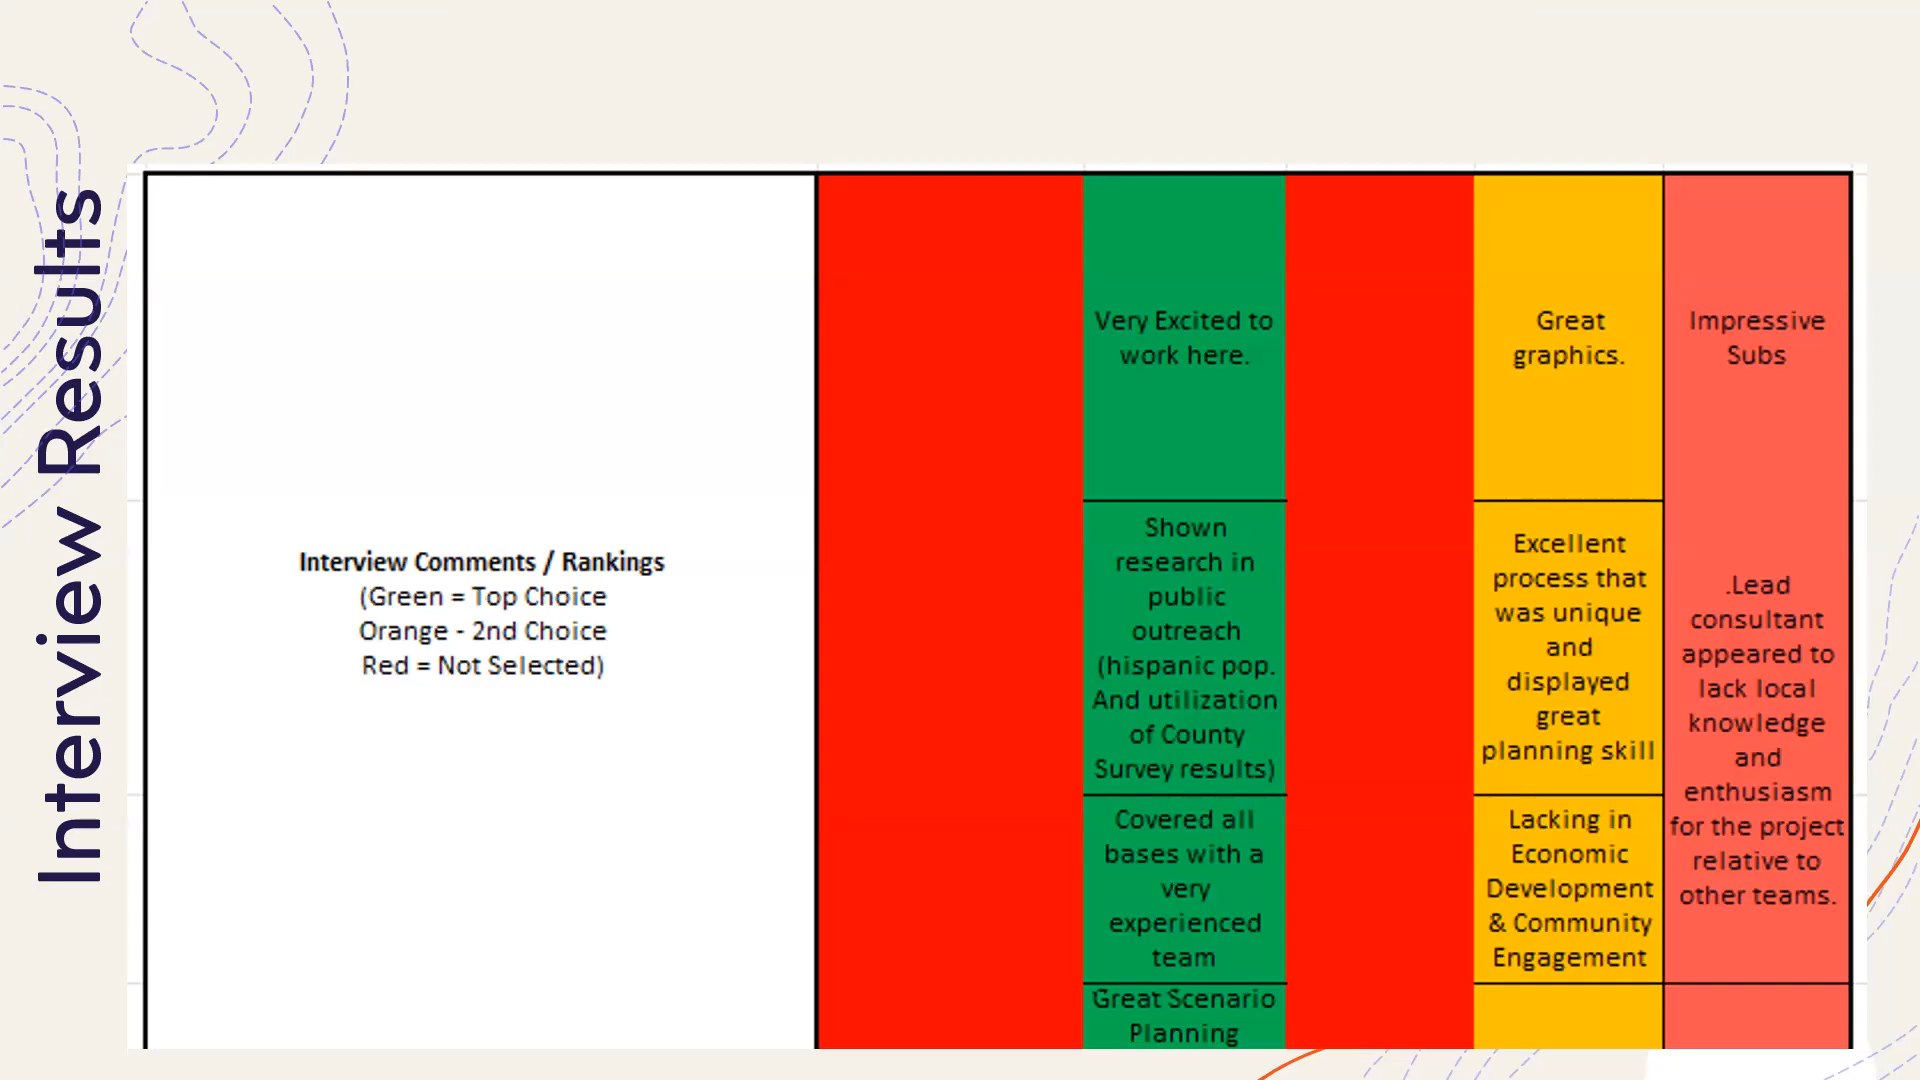 Interview Results
Interview Comments / Rankings
(Green = Top Choice
Orange - 2nd Choice
Red = Not Selected)
Very Excited to
work here.
Shown
research in
public
outreach
(hispanic pop.
And utilization
of County
Survey results)
Covered all
bases with a
very
experienced
team
Great Scenario
Planning
Great
graphics.
Excellent
process that
was unique
and
displayed
great
planning skill
Lacking in
Economic
Development
& Community
Engagement
Impressive
Subs
.Lead
consultant
appeared to
lack local
knowledge
and
enthusiasm
for the project
relative to
other teams.